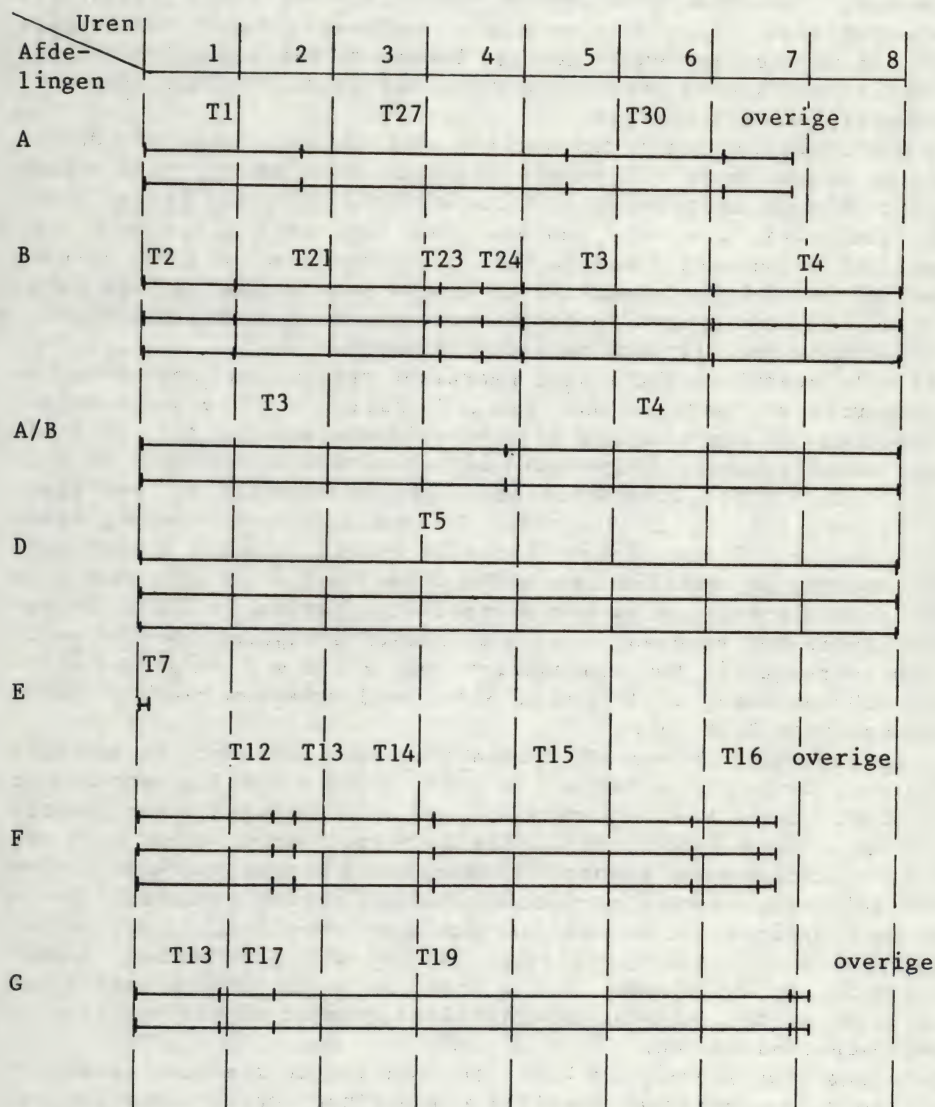 Uren
Afde-
lingen
1 2 3 4 5 6 7 8
T1 T27 T30 overige
A
B T2 T21 T23 T24 T3 T4
T3 T4
A/B
T5
D
T7
E
T12 T13 T14 T15 T16 overige
F
T13 T17 T19 overige
G